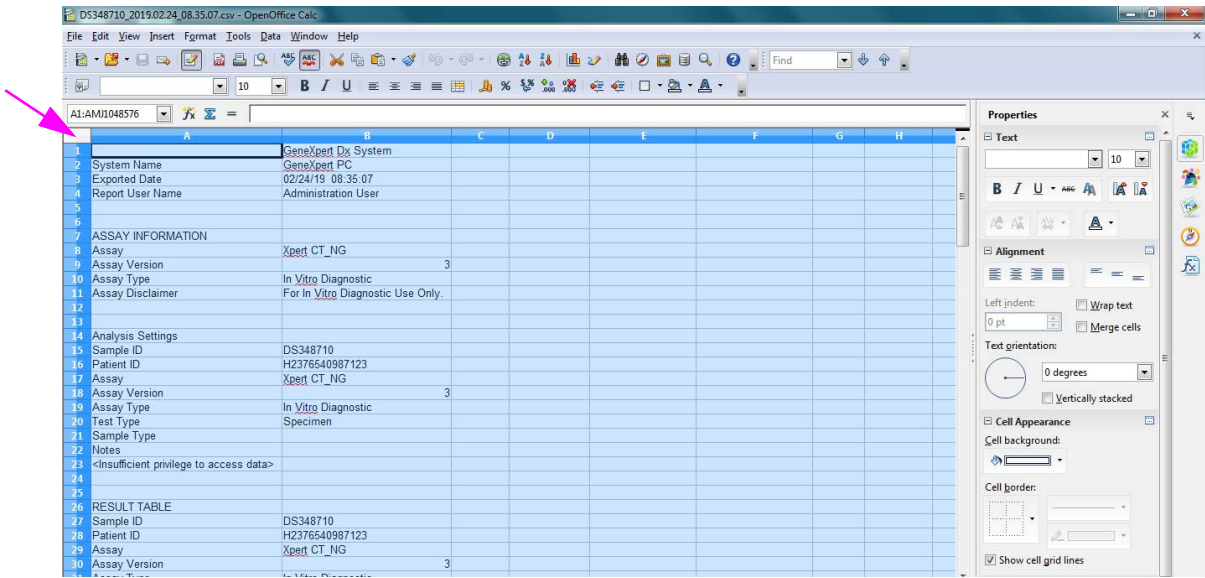 DS348710_2019.02.24_08.35.07.csv - OpenOffice Calc
File Edit View Insert Format Tools Data Window Help
Find
10
A1:AMJ1048576
A B C D E F G H
1 GeneXpert Dx System
2 System Name GeneXpert PC
3 Exported Date 02/24/19 08:35:07
4 Report User Name Administration User
5
6
7 ASSAY INFORMATION
8 Assay Xpert CT_NG
9 Assay Version 3
10 Assay Type In Vitro Diagnostic
11 Assay Disclaimer For In Vitro Diagnostic Use Only.
12
13
14 Analysis Settings
15 Sample ID DS348710
16 Patient ID H2376540987123
17 Assay Xpert CT_NG
18 Assay Version 3
19 Assay Type In Vitro Diagnostic
20 Test Type Specimen
21 Sample Type
22 Notes
23 <Insufficient privilege to access data>
24
25
26 RESULT TABLE
27 Sample ID DS348710
28 Patient ID H2376540987123
29 Assay Xpert CT_NG
30 Assay Version 3
Properties
Text
10
Alignment
Left indent:
Wrap text
0 pt
Merge cells
Text orientation:
0 degrees
Vertically stacked
Cell Appearance
Cell background:
Cell border:
Show cell grid lines